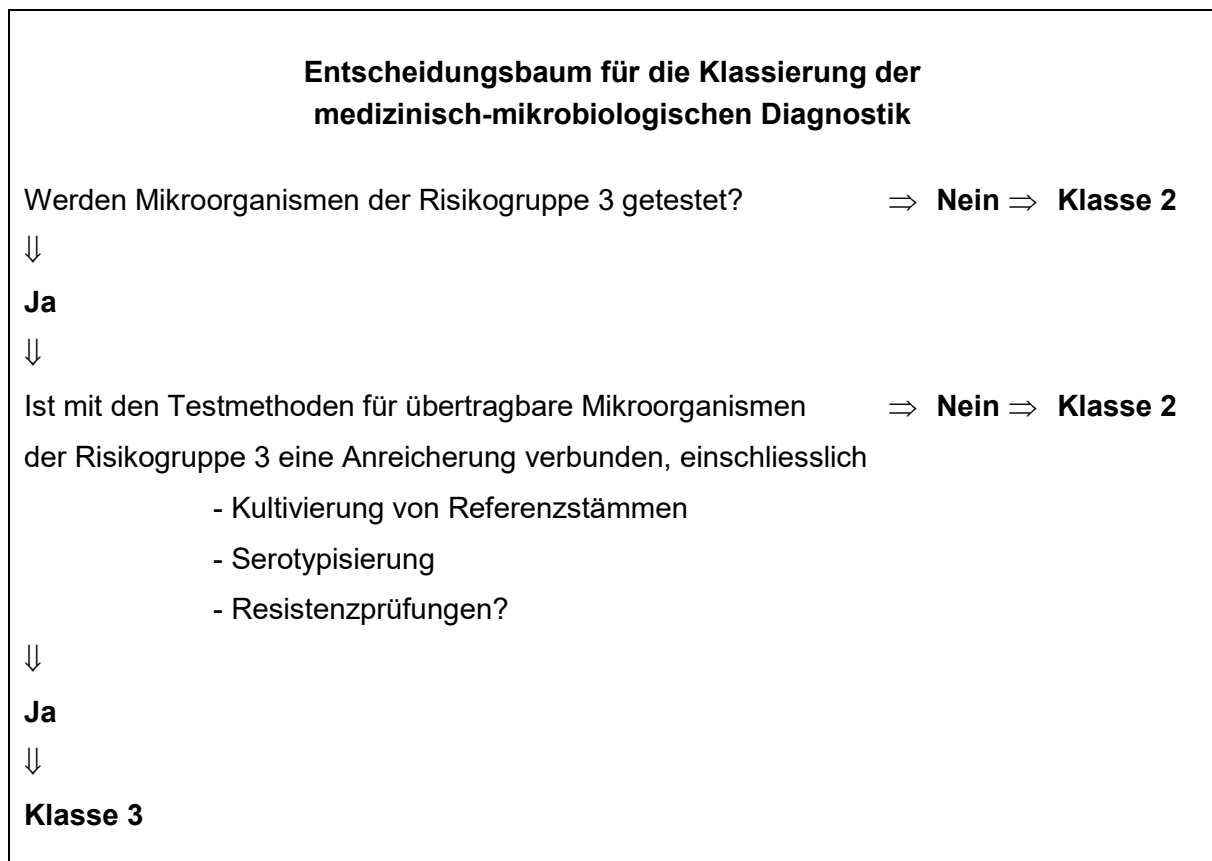 Entscheidungsbaum für die Klassierung der
medizinisch-mikrobiologischen Diagnostik
Werden Mikroorganismen der Risikogruppe 3 getestet? ⇒ Nein ⇒ Klasse 2
⇓
Ja
⇓
Ist mit den Testmethoden für übertragbare Mikroorganismen ⇒ Nein ⇒ Klasse 2
der Risikogruppe 3 eine Anreicherung verbunden, einschliesslich
- Kultivierung von Referenzstämmen
- Serotypisierung
- Resistenzprüfungen?
⇓
Ja
⇓
Klasse 3